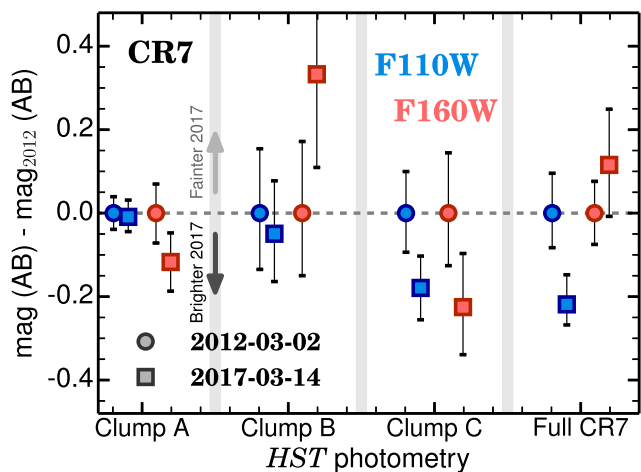 CR7
F110W
F160W
Fainter 2017
Brighter 2017
2012-03-02
2017-03-14
mag (AB) - mag2012 (AB)
0.4
0.2
0.0
-0.2
-0.4
Clump A
Clump B
Clump C
Full CR7
HST photometry